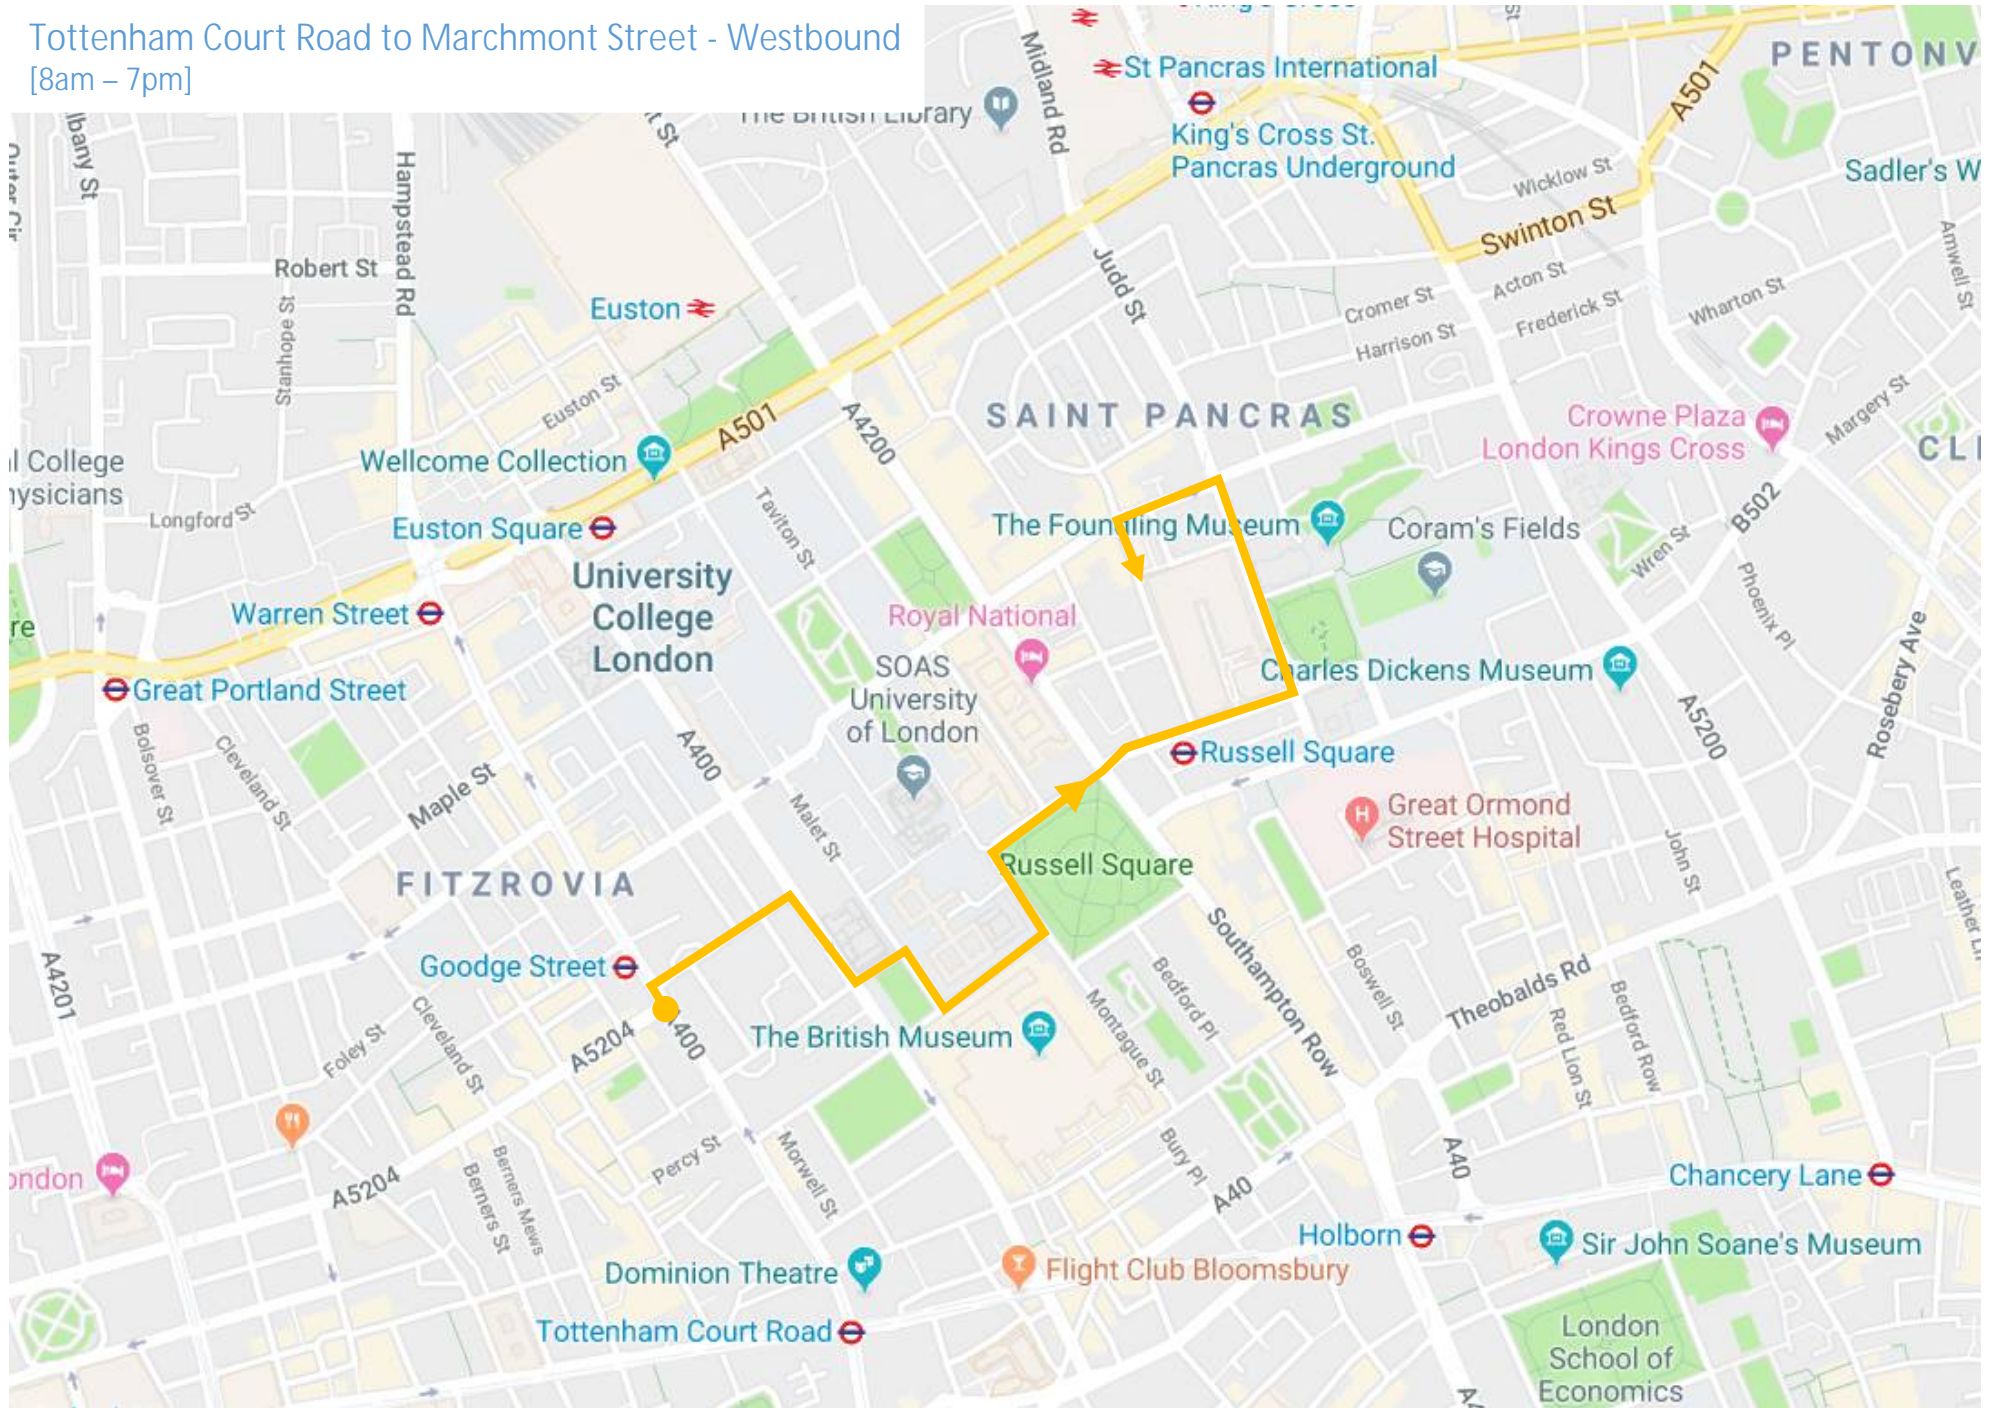 Tottenham Court Road to Marchmont Street - Westbound
[8am – 7pm]
Midland Rd
St Pancras International
PENTONV
A501
The British Library
King's Cross St.
Pancras Underground
Wicklow St
Sadler's W
Hampstead Rd
Swinton St
Amwell St
Robert St
Judd St
Acton St
Euston
Cromer St
Frederick St
Wharton St
Stanhope St
Harrison St
Euston St
A501
A4200
SAINT PANCRAS
Crowne Plaza
London Kings Cross
Margery St
CLI
l College
ysicians
Wellcome Collection
Longford St
Euston Square
Taviton St
The Foundling Museum
Coram's Fields
B502
Wren St
University
College
London
Phoenix Pl
Warren Street
Royal National
re
SOAS
University
of London
Charles Dickens Museum
Great Portland Street
A5200
Rosebery Ave
Bolsover St
Cleveland St
A400
Russell Square
Maple St
Malet St
Great Ormond
Street Hospital
John St
FITZROVIA
Russell Square
Southampton Row
A4201
Goodge Street
Bedford Pl
Boswell St
Theobalds Rd
Bedford Row
Red Lion St
Foley St
Cleveland St
A5204
400
The British Museum
Montague St
Percy St
Morwell St
Bury Pl
A40
A40
ondon
A5204
Berners St
Berners Mews
Chancery Lane
Holborn
Sir John Soane's Museum
Dominion Theatre
Flight Club Bloomsbury
Tottenham Court Road
London
School of
Economics